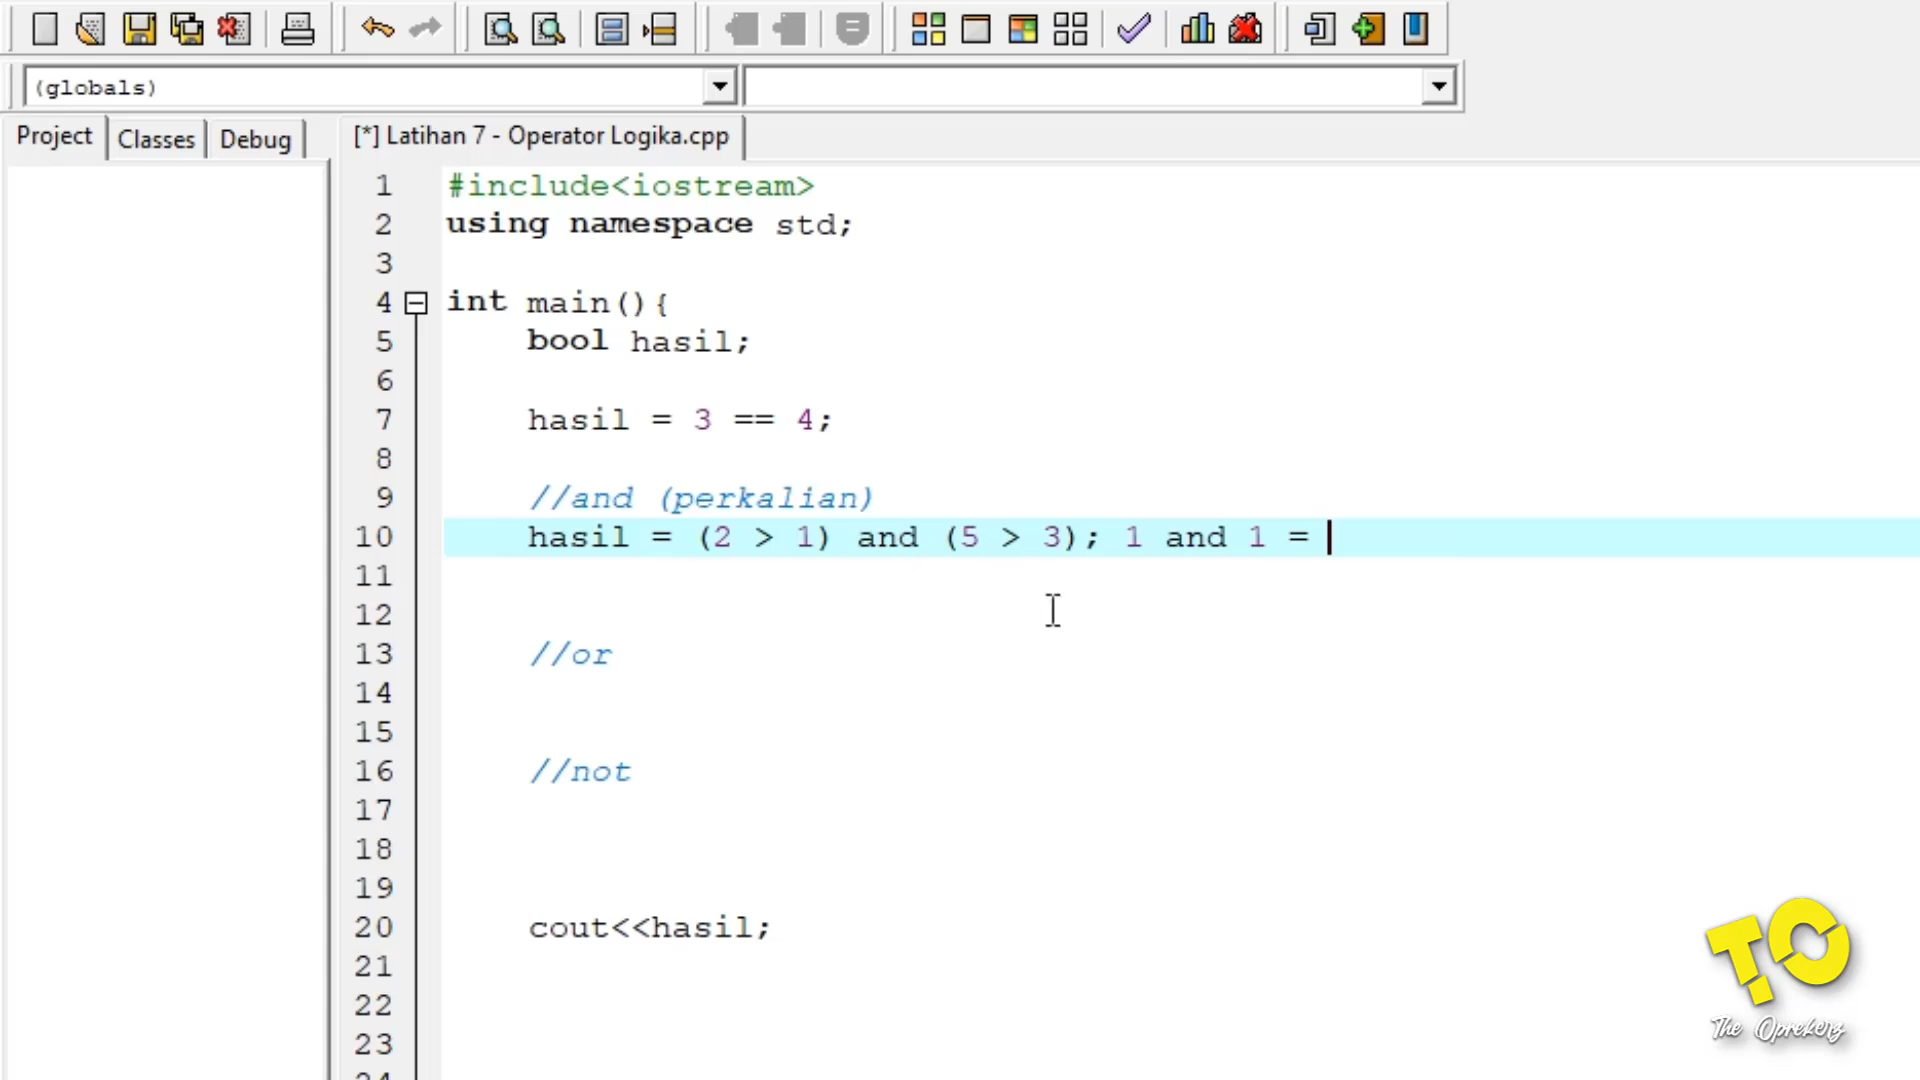 (globals)
Project Classes Debug [*] Latihan 7 - Operator Logika.cpp
1 #include<iostream>
2 using namespace std;
3
4 int main(){
5 bool hasil;
6
7 hasil = 3 == 4;
8
9 //and (perkalian)
10 hasil = (2 > 1) and (5 > 3); 1 and 1 =
11
12
13 //or
14
15
16 //not
17
18
19
20 cout<<hasil;
21
22
23
24
TO
The Oprekerz